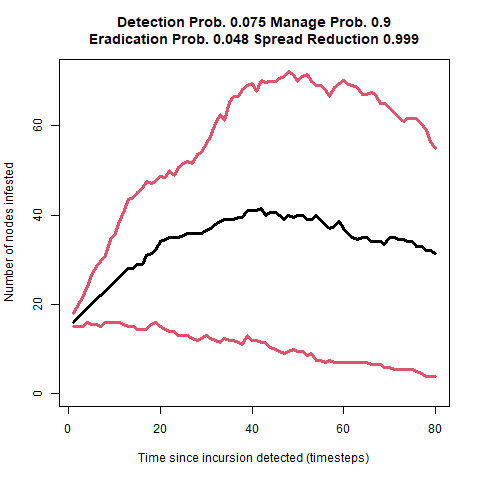 Detection Prob. 0.075 Manage Prob. 0.9
Eradication Prob. 0.048 Spread Reduction 0.999
Number of nodes infested
60
40
20
0
0 20 40 60 80
Time since incursion detected (timesteps)